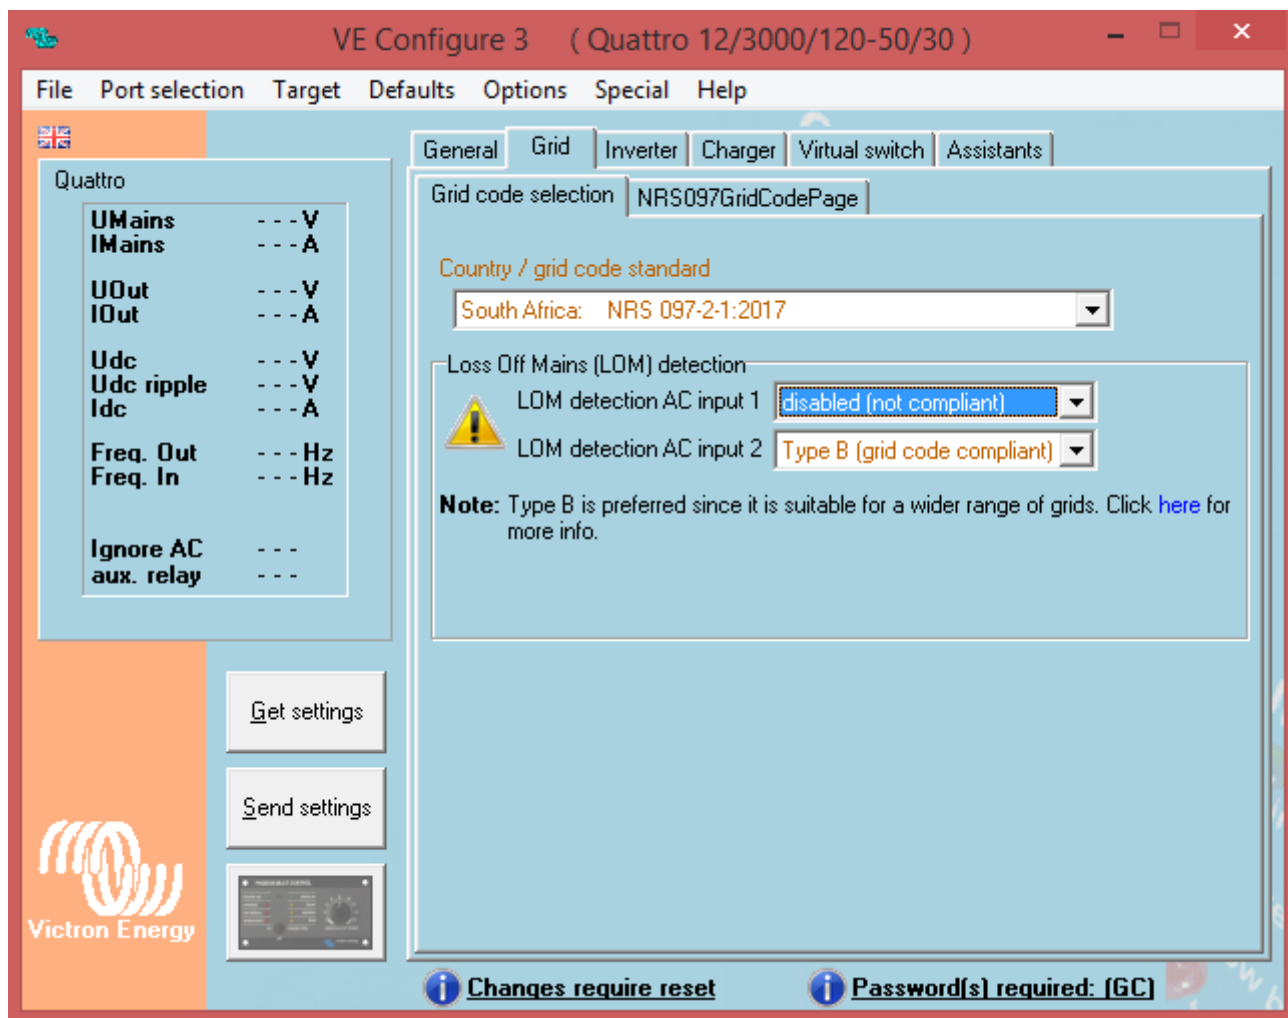 VE Configure 3 ( Quattro 12/3000/120-50/30 )
File Port selection Target Defaults Options Special Help
General Grid Inverter Charger Virtual switch Assistants
Grid code selection NRS097GridCodePage
Quattro
UMains - - - V
IMains - - - A
UOut - - - V
IOut - - - A
Udc - - - V
Udc ripple - - - V
Idc - - - A
Freq. Out - - - Hz
Freq. In - - - Hz
Ignore AC - - -
aux. relay - - -
Country / grid code standard
South Africa: NRS 097-2-1:2017
Loss Off Mains (LOM) detection
LOM detection AC input 1 disabled (not compliant)
LOM detection AC input 2 Type B (grid code compliant)
Note: Type B is preferred since it is suitable for a wider range of grids. Click here for
more info.
Get settings
Send settings
Victron Energy
Changes require reset Password(s) required: (GC)